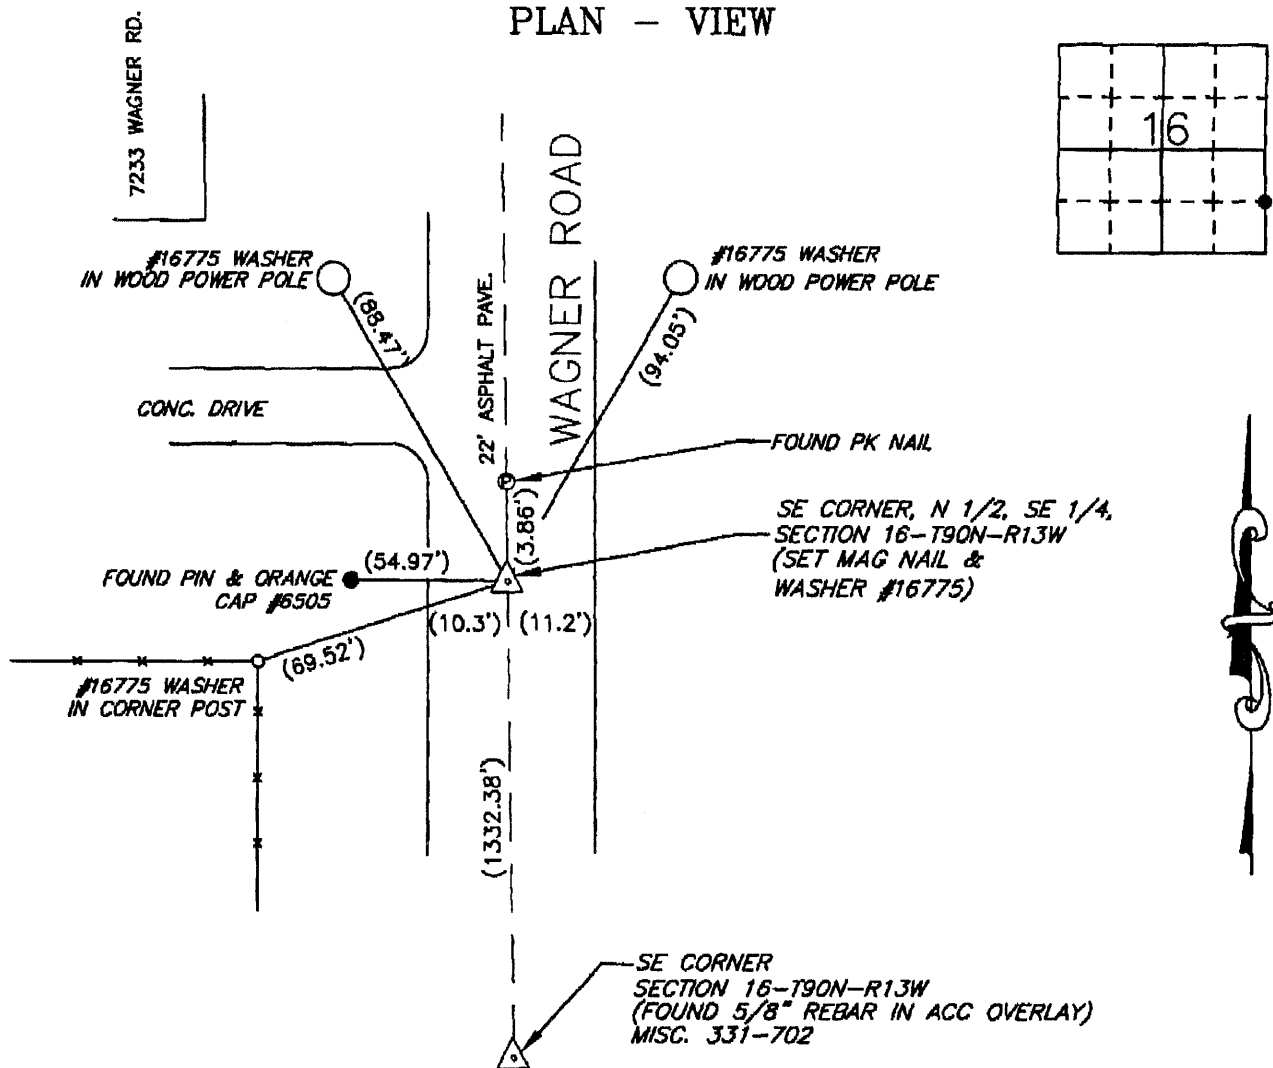 PLAN - VIEW
7233 WAGNER RD.
16
WAGNER ROAD
22' ASPHALT PAVE.
#16775 WASHER
IN WOOD POWER POLE
#16775 WASHER
IN WOOD POWER POLE
(88.47')
(94.05')
CONC. DRIVE
FOUND PK NAIL
P
(3.86')
SE CORNER, N 1/2, SE 1/4,
SECTION 16-T90N-R13W
(SET MAG NAIL &
WASHER #16775)
(54.97')
FOUND PIN & ORANGE
CAP #6505
(10.3')
(11.2')
(69.52')
#16775 WASHER
IN CORNER POST
(1332.38')
SE CORNER
SECTION 16-T90N-R13W
(FOUND 5/8" REBAR IN ACC OVERLAY)
MISC. 331-702